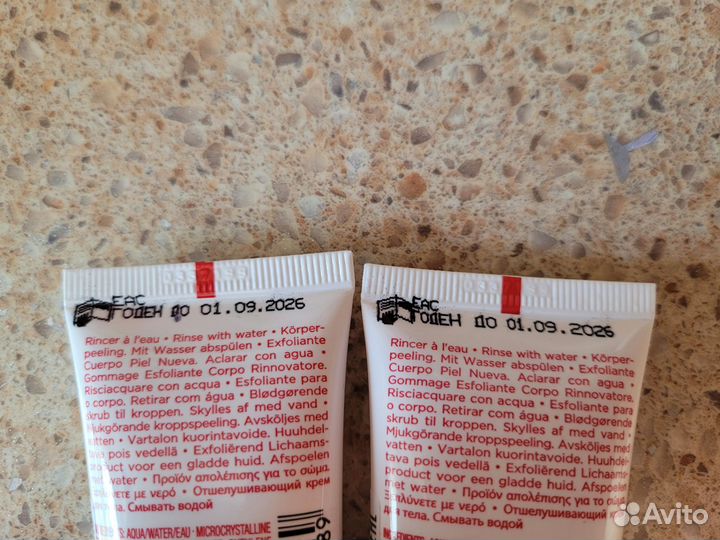 EAC
ГОДЕН ДО 01.09.2026
Rincer à l'eau • Rinse with water • Körper-
peeling. Mit Wasser abspülen • Exfoliante
Cuerpo Piel Nueva. Aclarar con agua •
Gommage Esfoliante Corpo Rinnovatore.
Risciacquare con acqua • Esfoliante para
o corpo. Retirar com água • Blødgørende
skrub til kroppen. Skylles af med vand •
Mjukgörande kroppspeeling. Avsköljes med
vatten • Vartalon kuorintavoide. Huuhdel-
tava pois vedellä • Exfoliërend Lichaams-
product voor een gladde huid. Afspoelen
met water • Προϊόν απολέπισης για το σώμα.
Ξεπλύνετε με νερό • Отшелушивающий крем
для тела. Смывать водой
AQUA/WATER/EAU • MICROCRYSTALLINE
EAC
ГОДЕН ДО 01.09.2026
Rincer à l'eau • Rinse with water • Körper-
peeling. Mit Wasser abspülen • Exfoliante
Cuerpo Piel Nueva. Aclarar con agua •
Gommage Esfoliante Corpo Rinnovatore.
Risciacquare con acqua • Esfoliante para
o corpo. Retirar com água • Blødgørende
skrub til kroppen. Skylles af med vand •
Mjukgörande kroppspeeling. Avsköljes med
vatten • Vartalon kuorintavoide. Huuhdel-
tava pois vedellä • Exfoliërend Lichaams-
product voor een gladde huid. Afspoelen
met water • Προϊόν απολέπισης για το σώμα.
Ξεπλύνετε με νερό • Отшелушивающий крем
для тела. Смывать водой
Avito